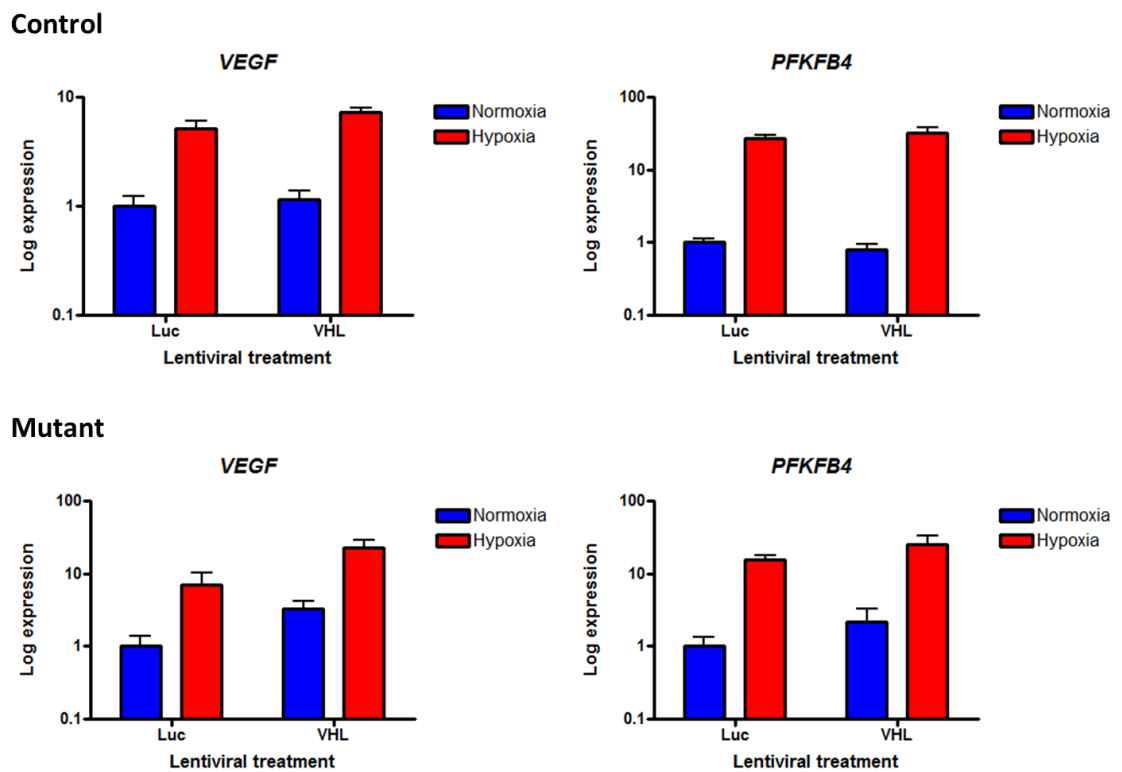 Control
VEGF
10
1
0.1
Log expression
Luc
VHL
Lentiviral treatment
Normoxia
Hypoxia
PFKFB4
100
10
1
0.1
Log expression
Luc
VHL
Lentiviral treatment
Normoxia
Hypoxia
Mutant
VEGF
100
10
1
0.1
Log expression
Luc
VHL
Lentiviral treatment
Normoxia
Hypoxia
PFKFB4
100
10
1
0.1
Log expression
Luc
VHL
Lentiviral treatment
Normoxia
Hypoxia